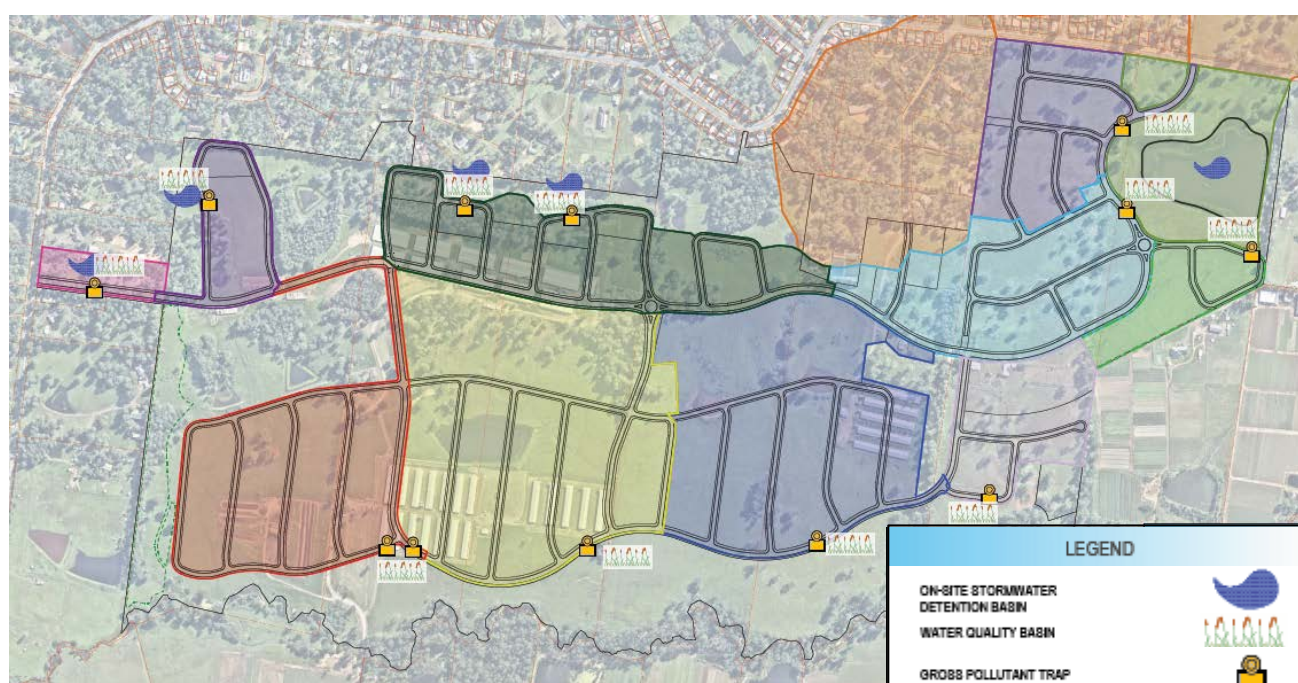 LEGEND
ON-SITE STORMWATER
DETENTION BASIN
WATER QUALITY BASIN
GROSS POLLUTANT TRAP